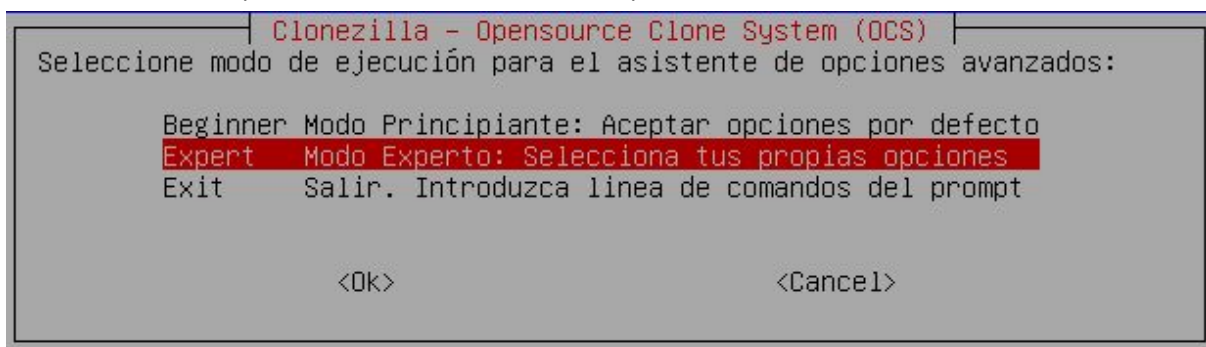 Clonezilla - Opensource Clone System (OCS)
Seleccione modo de ejecución para el asistente de opciones avanzados:
Beginner Modo Principiante: Aceptar opciones por defecto
Expert Modo Experto: Selecciona tus propias opciones
Exit Salir. Introduzca linea de comandos del prompt
<Ok> <Cancel>